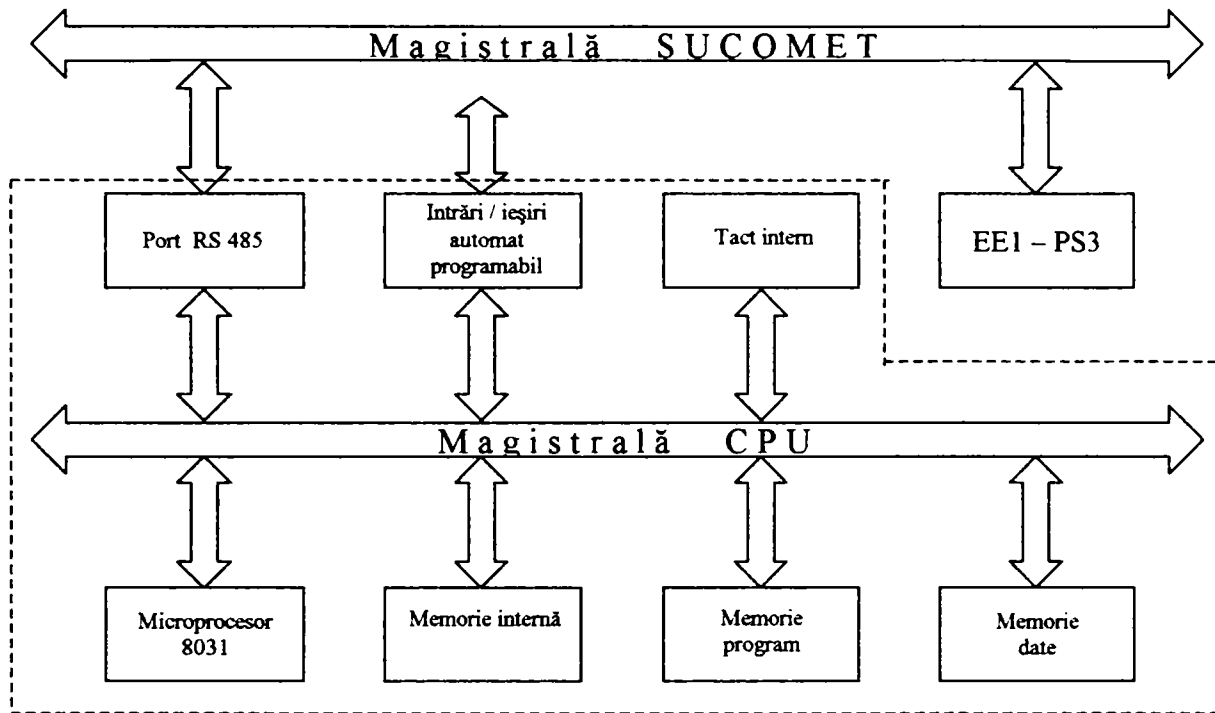 Magistrală SUCOMET
Port RS 485
Intrări / ieşiri
automat
programabil
Tact intern
EE1 – PS3
Magistrală CPU
Microprocesor
8031
Memorie internă
Memorie
program
Memorie
date